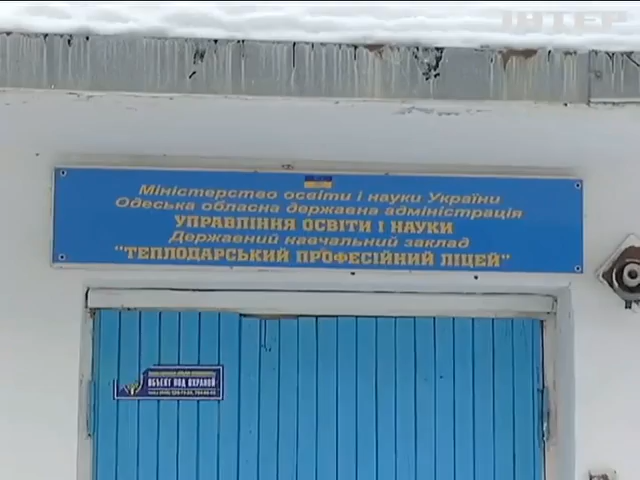 ІНТЕР
Міністерство освіти і науки України
Одеська обласна державна адміністрація
УПРАВЛІННЯ ОСВІТИ І НАУКИ
Державний навчальний заклад
"ТЕПЛОДАРСЬКИЙ ПРОФЕСІЙНИЙ ЛІЦЕЙ"
ОБЪЕКТ ПОД ОХРАНОЙ